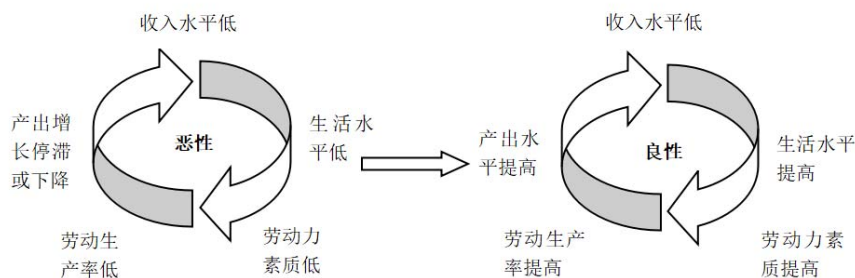 收入水平低
生活水
平低
劳动力
素质低
劳动生
产率低
产出增
长停滞
或下降
恶性
收入水平低
生活水平
提高
劳动力素
质提高
劳动生产
率提高
产出水
平提高
良性